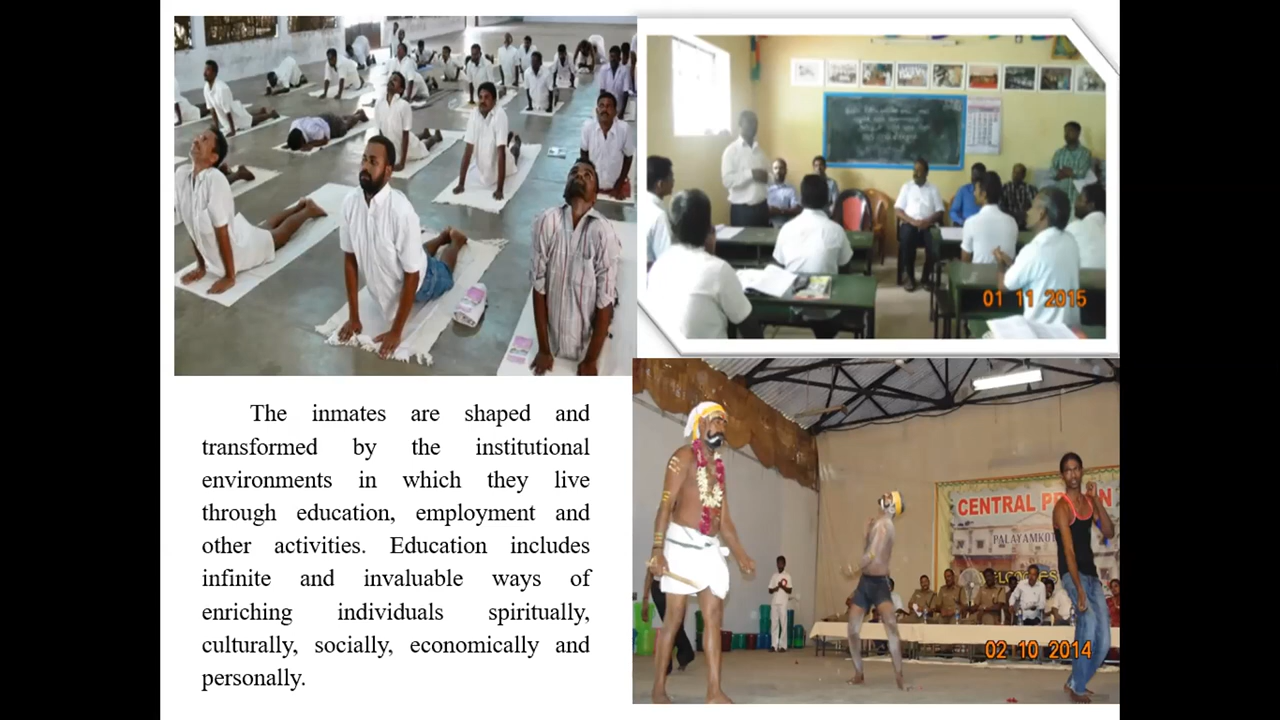 01 11 2015
CENTRAL
PALAYAMKOT
02 10 2014
The inmates are shaped and
transformed by the institutional
environments in which they live
through education, employment and
other activities. Education includes
infinite and invaluable ways of
enriching individuals spiritually,
culturally, socially, economically and
personally.